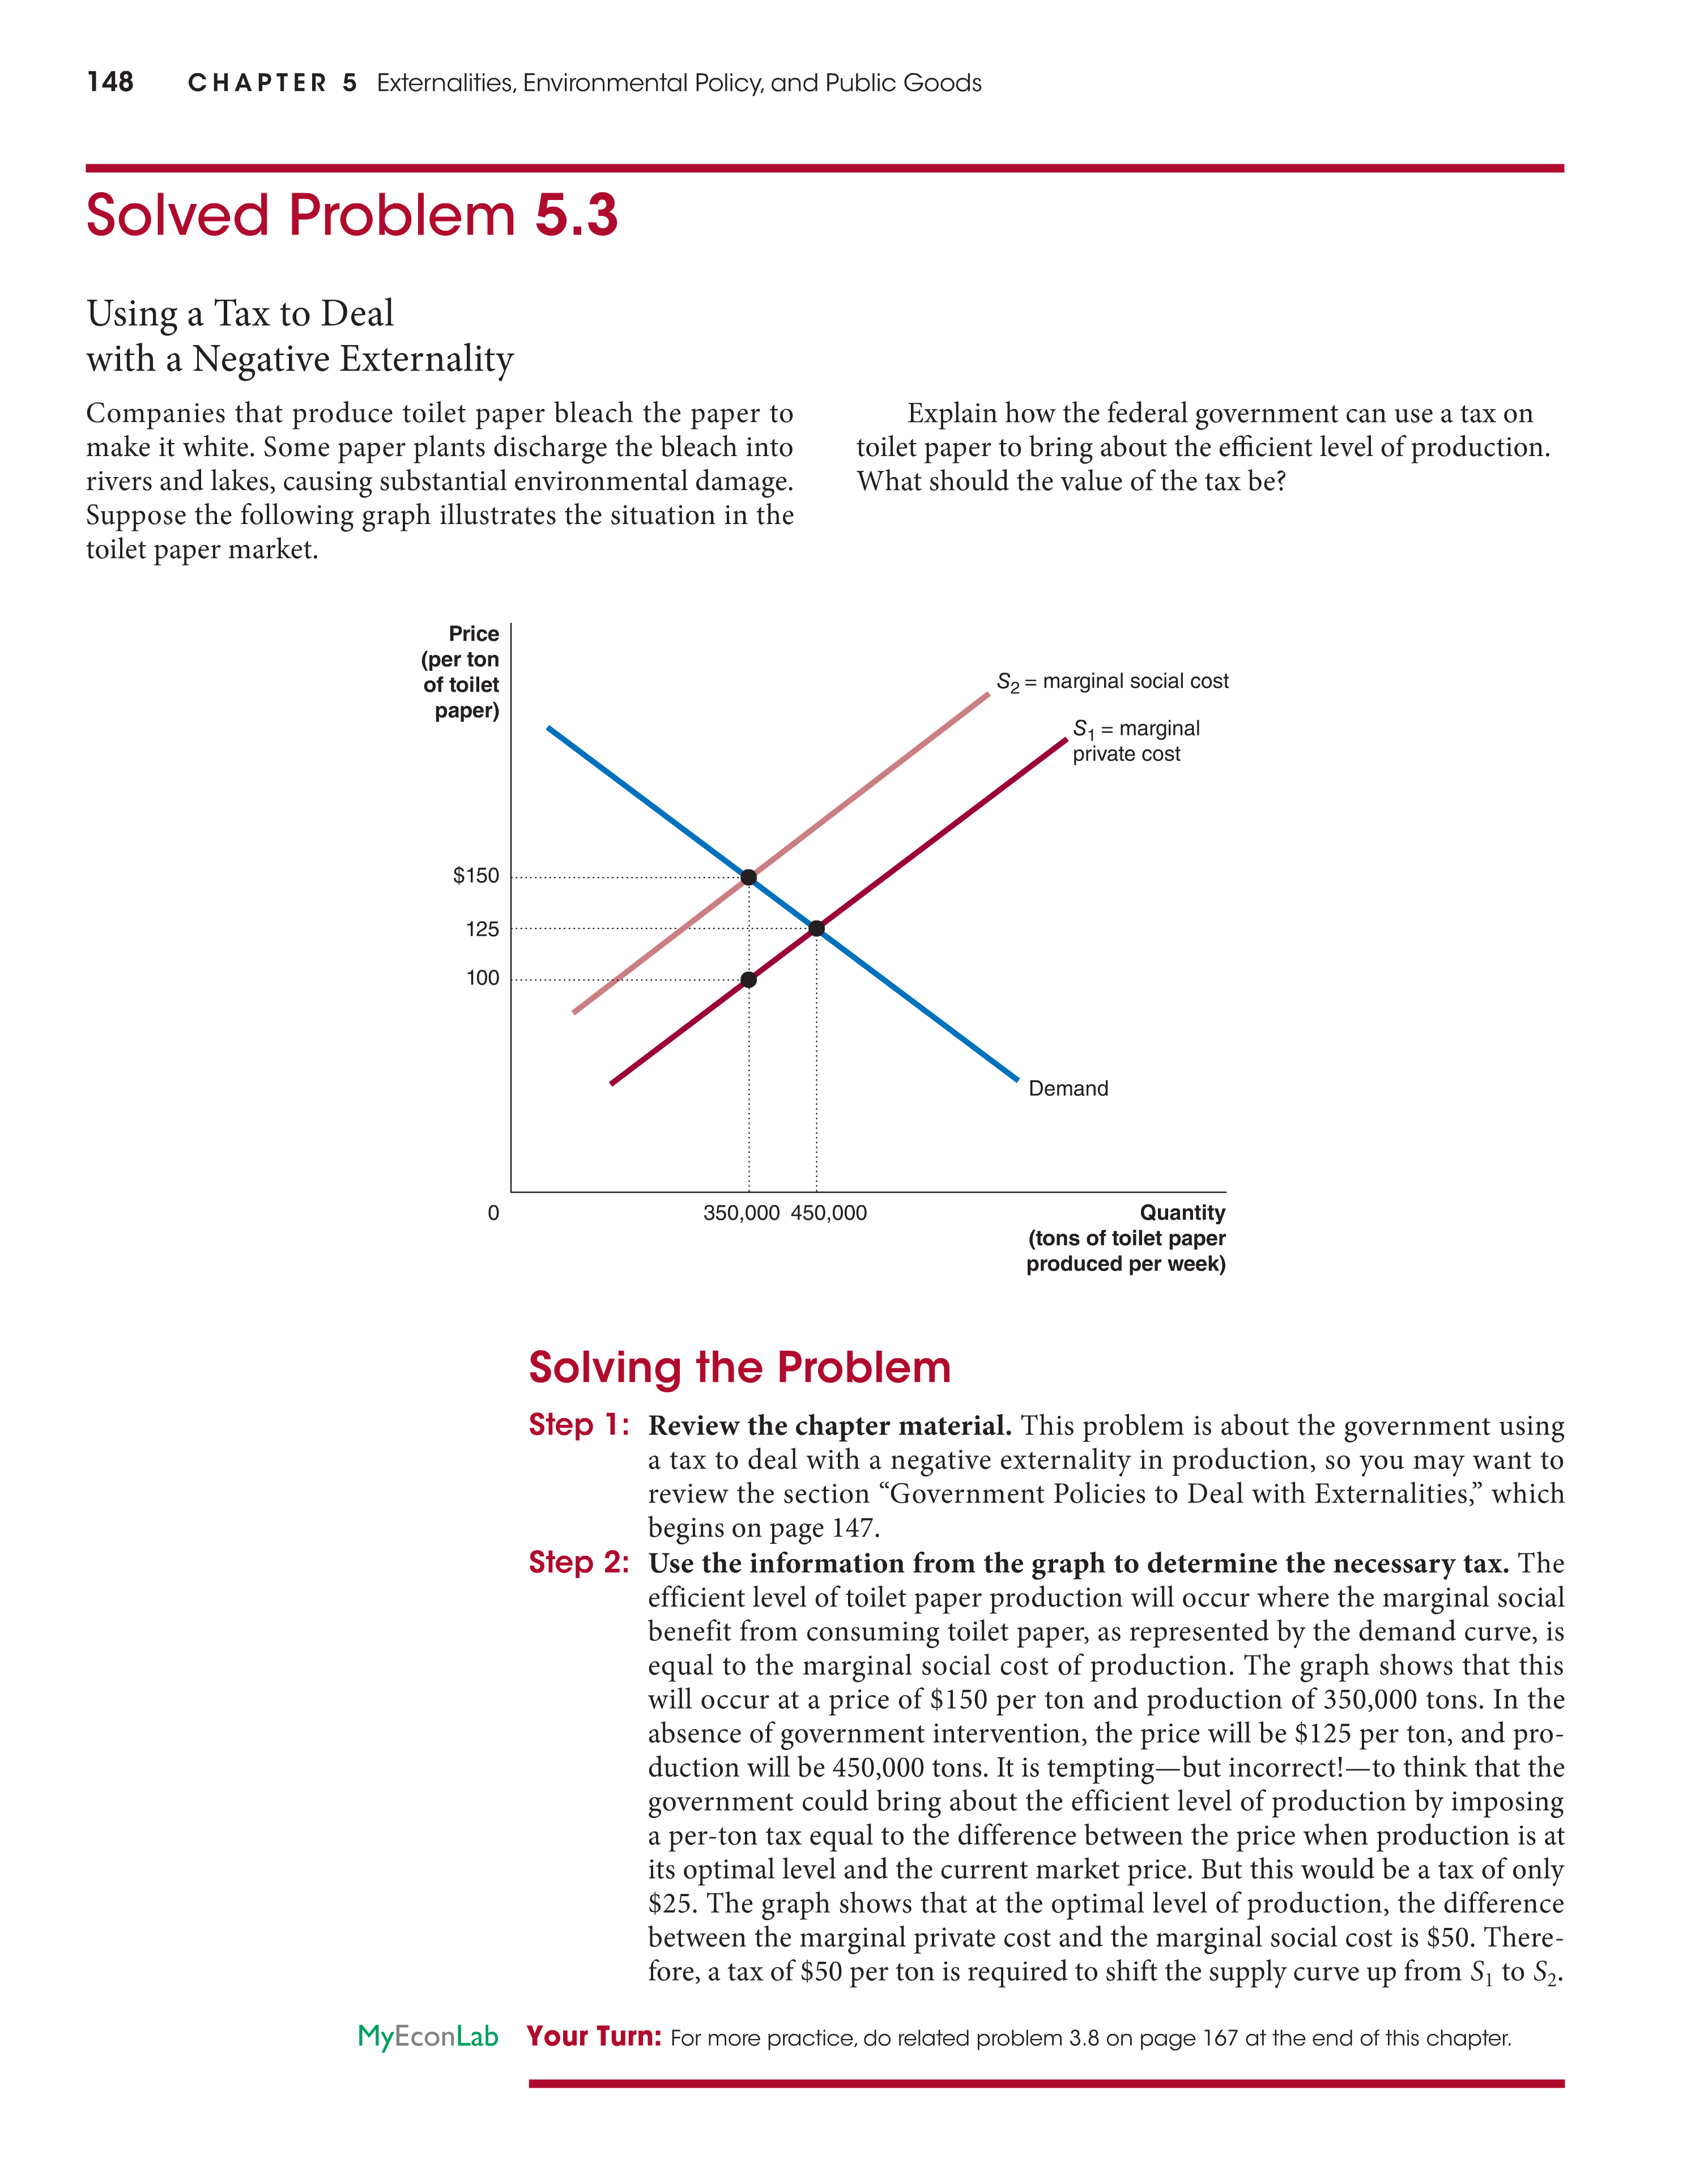 148 CHAPTER 5 Externalities, Environmental Policy, and Public Goods
Solved Problem 5.3
Using a Tax to Deal
with a Negative Externality
Companies that produce toilet paper bleach the paper to
make it white. Some paper plants discharge the bleach into
rivers and lakes, causing substantial environmental damage.
Suppose the following graph illustrates the situation in the
toilet paper market.
Explain how the federal government can use a tax on
toilet paper to bring about the efficient level of production.
What should the value of the tax be?
Price
(per ton
of toilet
paper)
S2 = marginal social cost
S1 = marginal
private cost
$150
125
100
Demand
0
350,000 450,000
Quantity
(tons of toilet paper
produced per week)
Solving the Problem
Step 1: Review the chapter material. This problem is about the government using
a tax to deal with a negative externality in production, so you may want to
review the section “Government Policies to Deal with Externalities,” which
begins on page 147.
Step 2: Use the information from the graph to determine the necessary tax. The
efficient level of toilet paper production will occur where the marginal social
benefit from consuming toilet paper, as represented by the demand curve, is
equal to the marginal social cost of production. The graph shows that this
will occur at a price of $150 per ton and production of 350,000 tons. In the
absence of government intervention, the price will be $125 per ton, and pro-
duction will be 450,000 tons. It is tempting—but incorrect!—to think that the
government could bring about the efficient level of production by imposing
a per-ton tax equal to the difference between the price when production is at
its optimal level and the current market price. But this would be a tax of only
$25. The graph shows that at the optimal level of production, the difference
between the marginal private cost and the marginal social cost is $50. There-
fore, a tax of $50 per ton is required to shift the supply curve up from S1 to S2.
MyEconLab Your Turn: For more practice, do related problem 3.8 on page 167 at the end of this chapter.